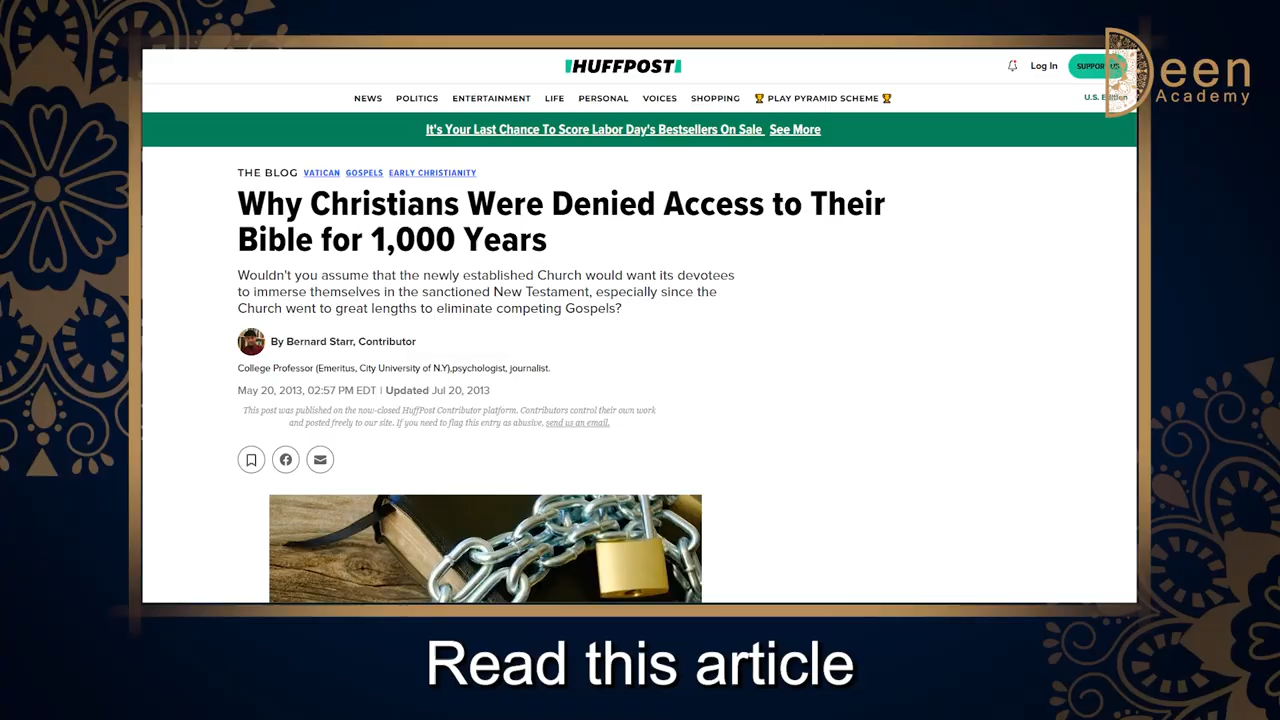 HUFFPOST
Log In
SUPPORT US
Deen
Academy
NEWS POLITICS ENTERTAINMENT LIFE PERSONAL VOICES SHOPPING 🏆 PLAY PYRAMID SCHEME 🏆
U.S. Edition
It's Your Last Chance To Score Labor Day's Bestsellers On Sale See More
THE BLOG VATICAN GOSPELS EARLY CHRISTIANITY
Why Christians Were Denied Access to Their
Bible for 1,000 Years
Wouldn't you assume that the newly established Church would want its devotees
to immerse themselves in the sanctioned New Testament, especially since the
Church went to great lengths to eliminate competing Gospels?
By Bernard Starr, Contributor
College Professor (Emeritus, City University of N.Y),psychologist, journalist.
May 20, 2013, 02:57 PM EDT | Updated Jul 20, 2013
This post was published on the now-closed HuffPost Contributor platform. Contributors control their own work
and posted freely to our site. If you need to flag this entry as abusive, send us an email.
Read this article